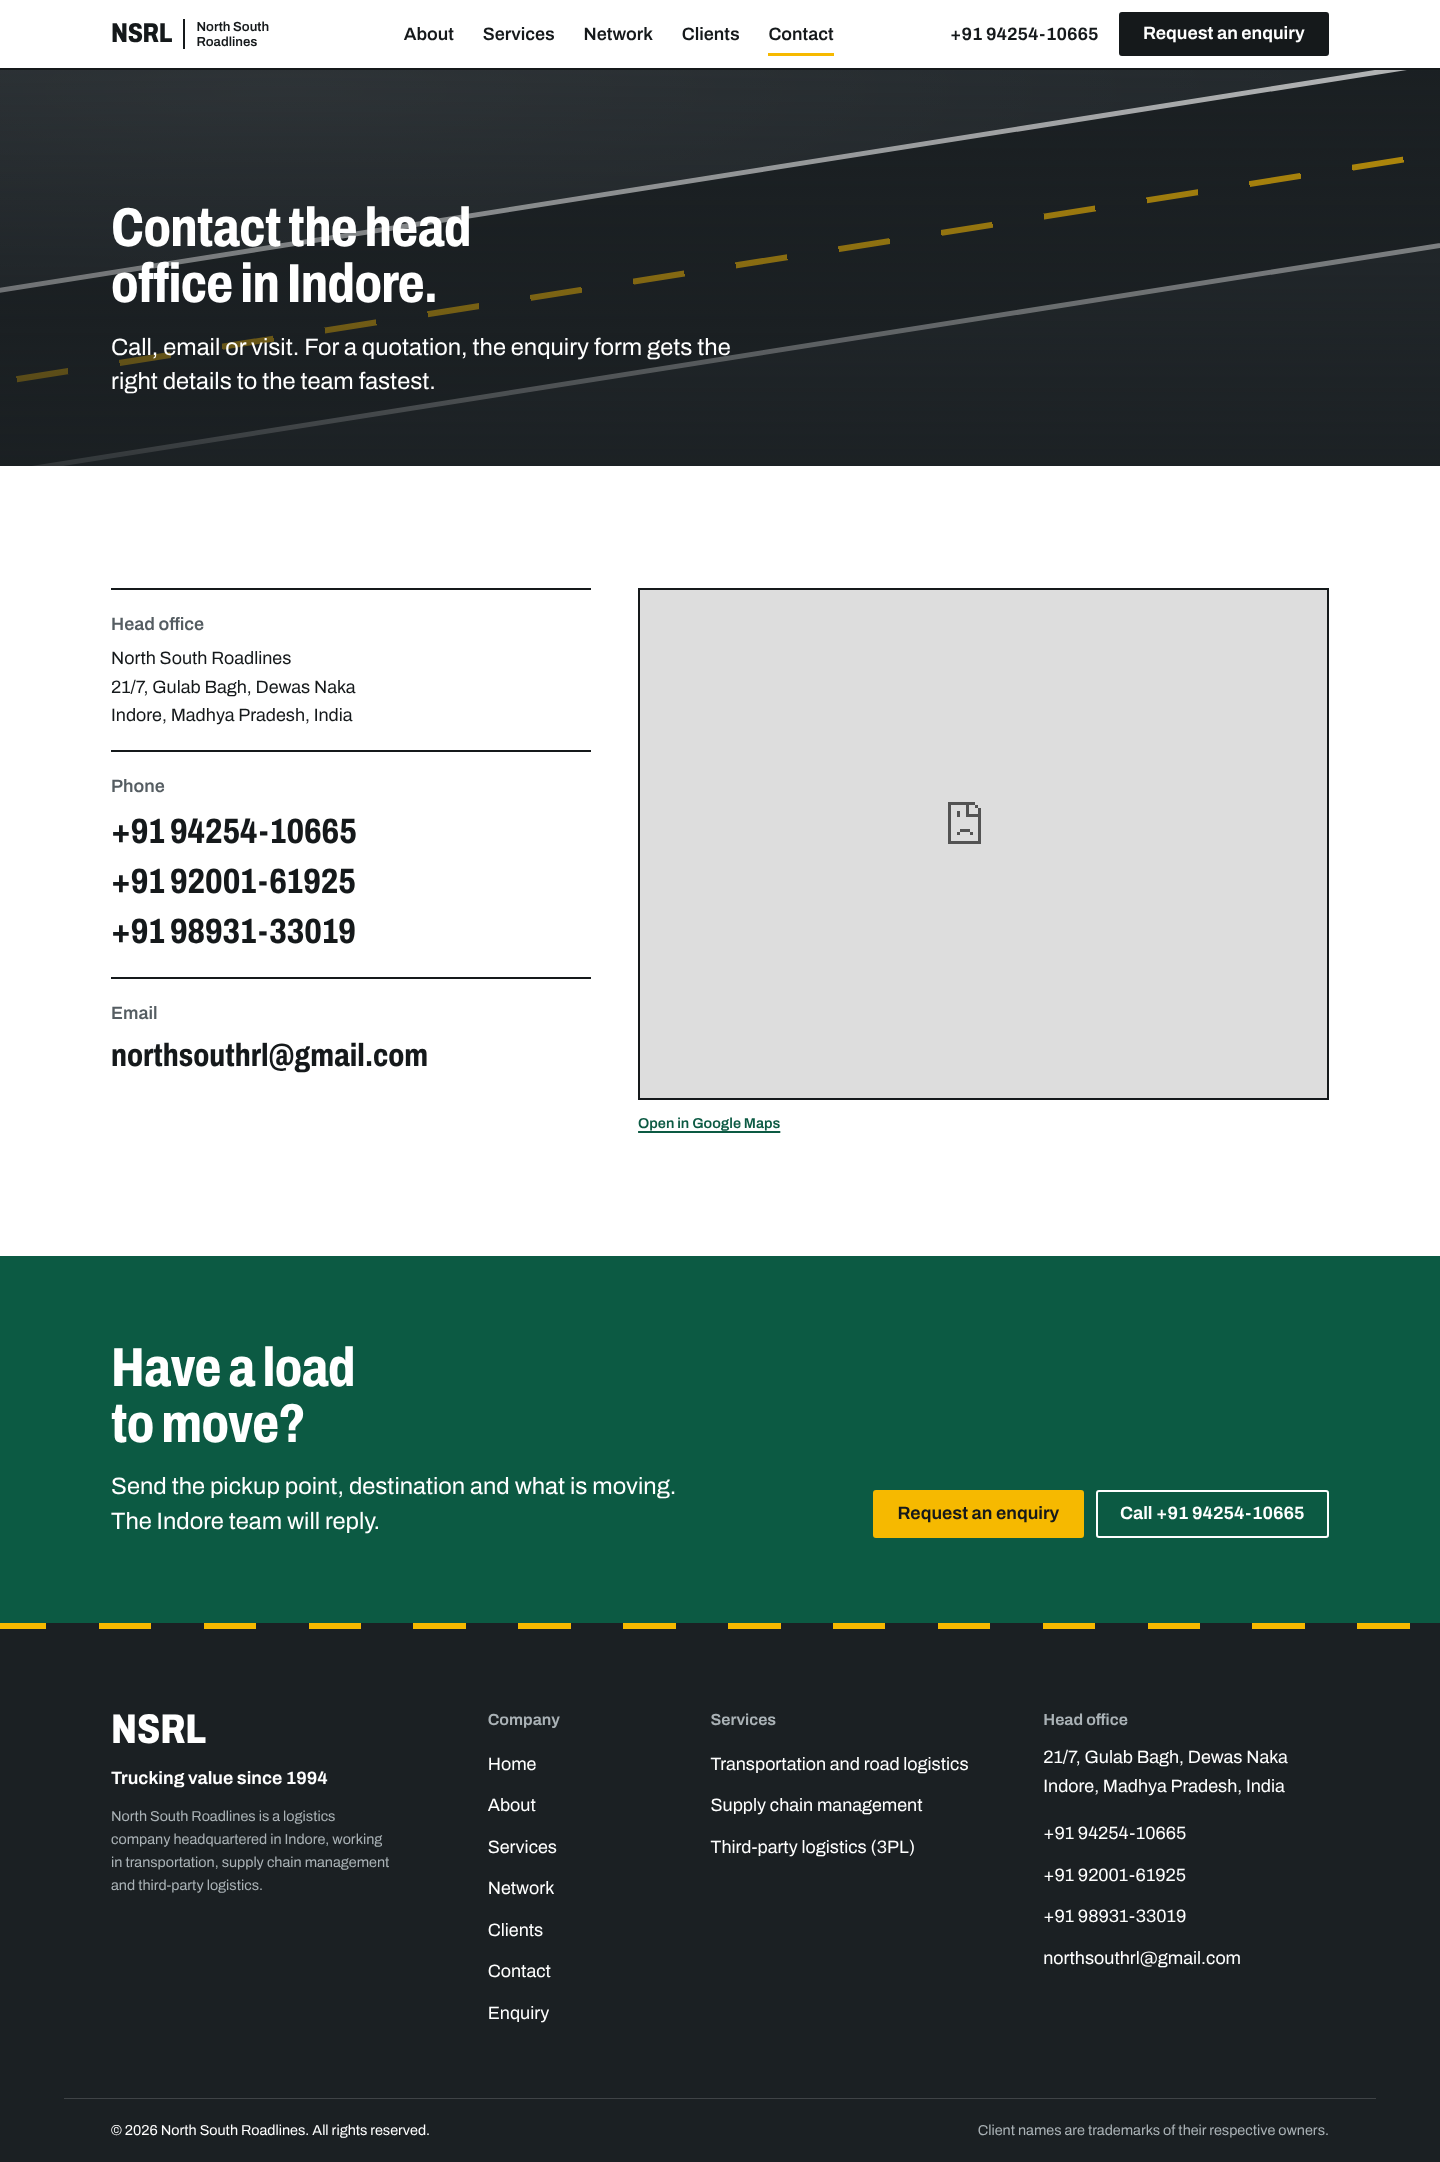 NSRL
North South
Roadlines
About
Services
Network
Clients
Contact
+91 94254-10665
Request an enquiry
Contact the head
office in Indore.
Call, email or visit. For a quotation, the enquiry form gets the
right details to the team fastest.
Head office
North South Roadlines
21/7, Gulab Bagh, Dewas Naka
Indore, Madhya Pradesh, India
Phone
+91 94254-10665
+91 92001-61925
+91 98931-33019
Email
northsouthrl@gmail.com
Open in Google Maps
Have a load
to move?
Send the pickup point, destination and what is moving.
The Indore team will reply.
Request an enquiry
Call +91 94254-10665
NSRL
Trucking value since 1994
North South Roadlines is a logistics
company headquartered in Indore, working
in transportation, supply chain management
and third-party logistics.
Company
Home
About
Services
Network
Clients
Contact
Enquiry
Services
Transportation and road logistics
Supply chain management
Third-party logistics (3PL)
Head office
21/7, Gulab Bagh, Dewas Naka
Indore, Madhya Pradesh, India
+91 94254-10665
+91 92001-61925
+91 98931-33019
northsouthrl@gmail.com
© 2026 North South Roadlines. All rights reserved.
Client names are trademarks of their respective owners.